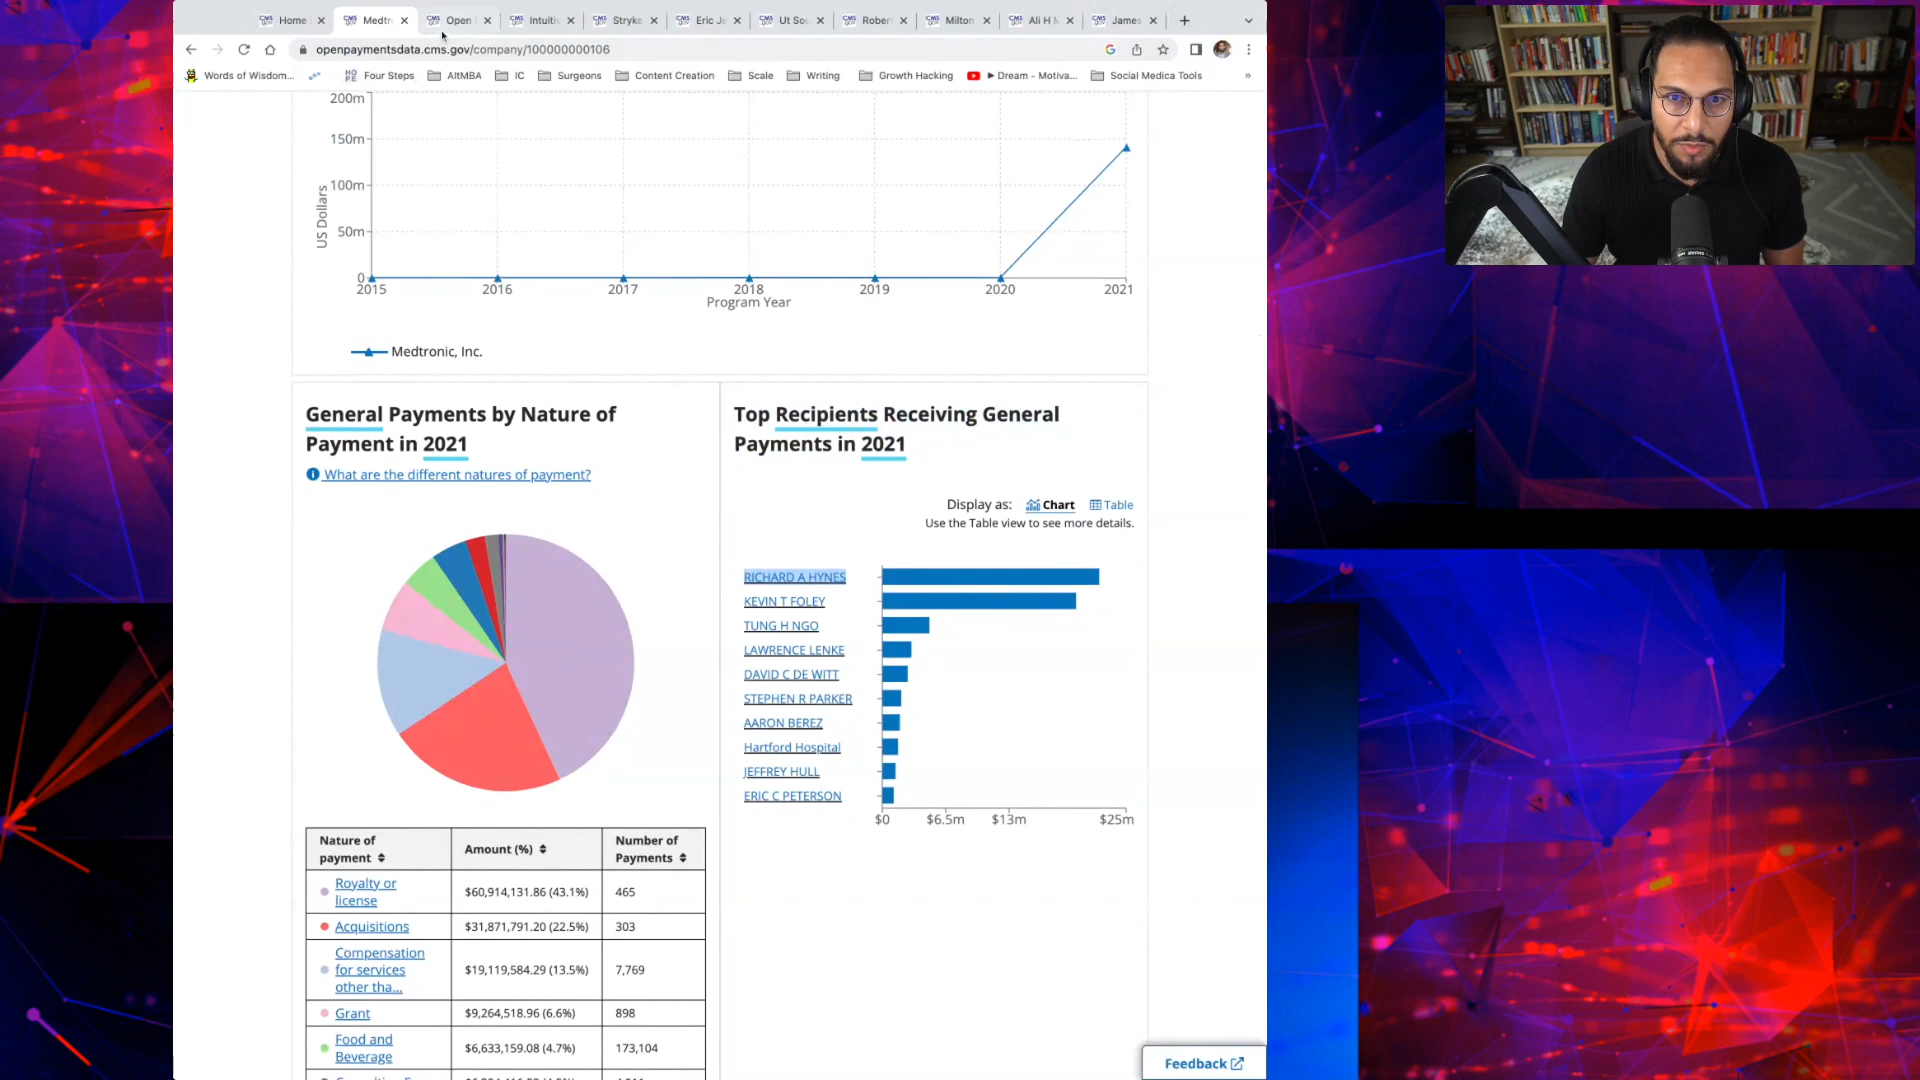 Home
Medtr
Open
Intuitiv
Stryke
Eric Je
Ut Sou
Robert
Milton
Ali H M
James
openpaymentsdata.cms.gov/company/100000000106
Words of Wisdom...
Four Steps
AltMBA
IC
Surgeons
Content Creation
Scale
Writing
Growth Hacking
Dream - Motiva...
Social Medica Tools
»
US Dollars
200m
150m
100m
50m
0
2015
2016
2017
2018
2019
2020
2021
Program Year
Medtronic, Inc.
General Payments by Nature of
Payment in 2021
What are the different natures of payment?
Nature of
payment
Amount (%)
Number of
Payments
Royalty or
license
$60,914,131.86 (43.1%)
465
Acquisitions
$31,871,791.20 (22.5%)
303
Compensation
for services
other tha...
$19,119,584.29 (13.5%)
7,769
Grant
$9,264,518.96 (6.6%)
898
Food and
Beverage
$6,633,159.08 (4.7%)
173,104
Top Recipients Receiving General
Payments in 2021
Display as: Chart Table
Use the Table view to see more details.
RICHARD A HYNES
KEVIN T FOLEY
TUNG H NGO
LAWRENCE LENKE
DAVID C DE WITT
STEPHEN R PARKER
AARON BEREZ
Hartford Hospital
JEFFREY HULL
ERIC C PETERSON
$0
$6.5m
$13m
$25m
Feedback